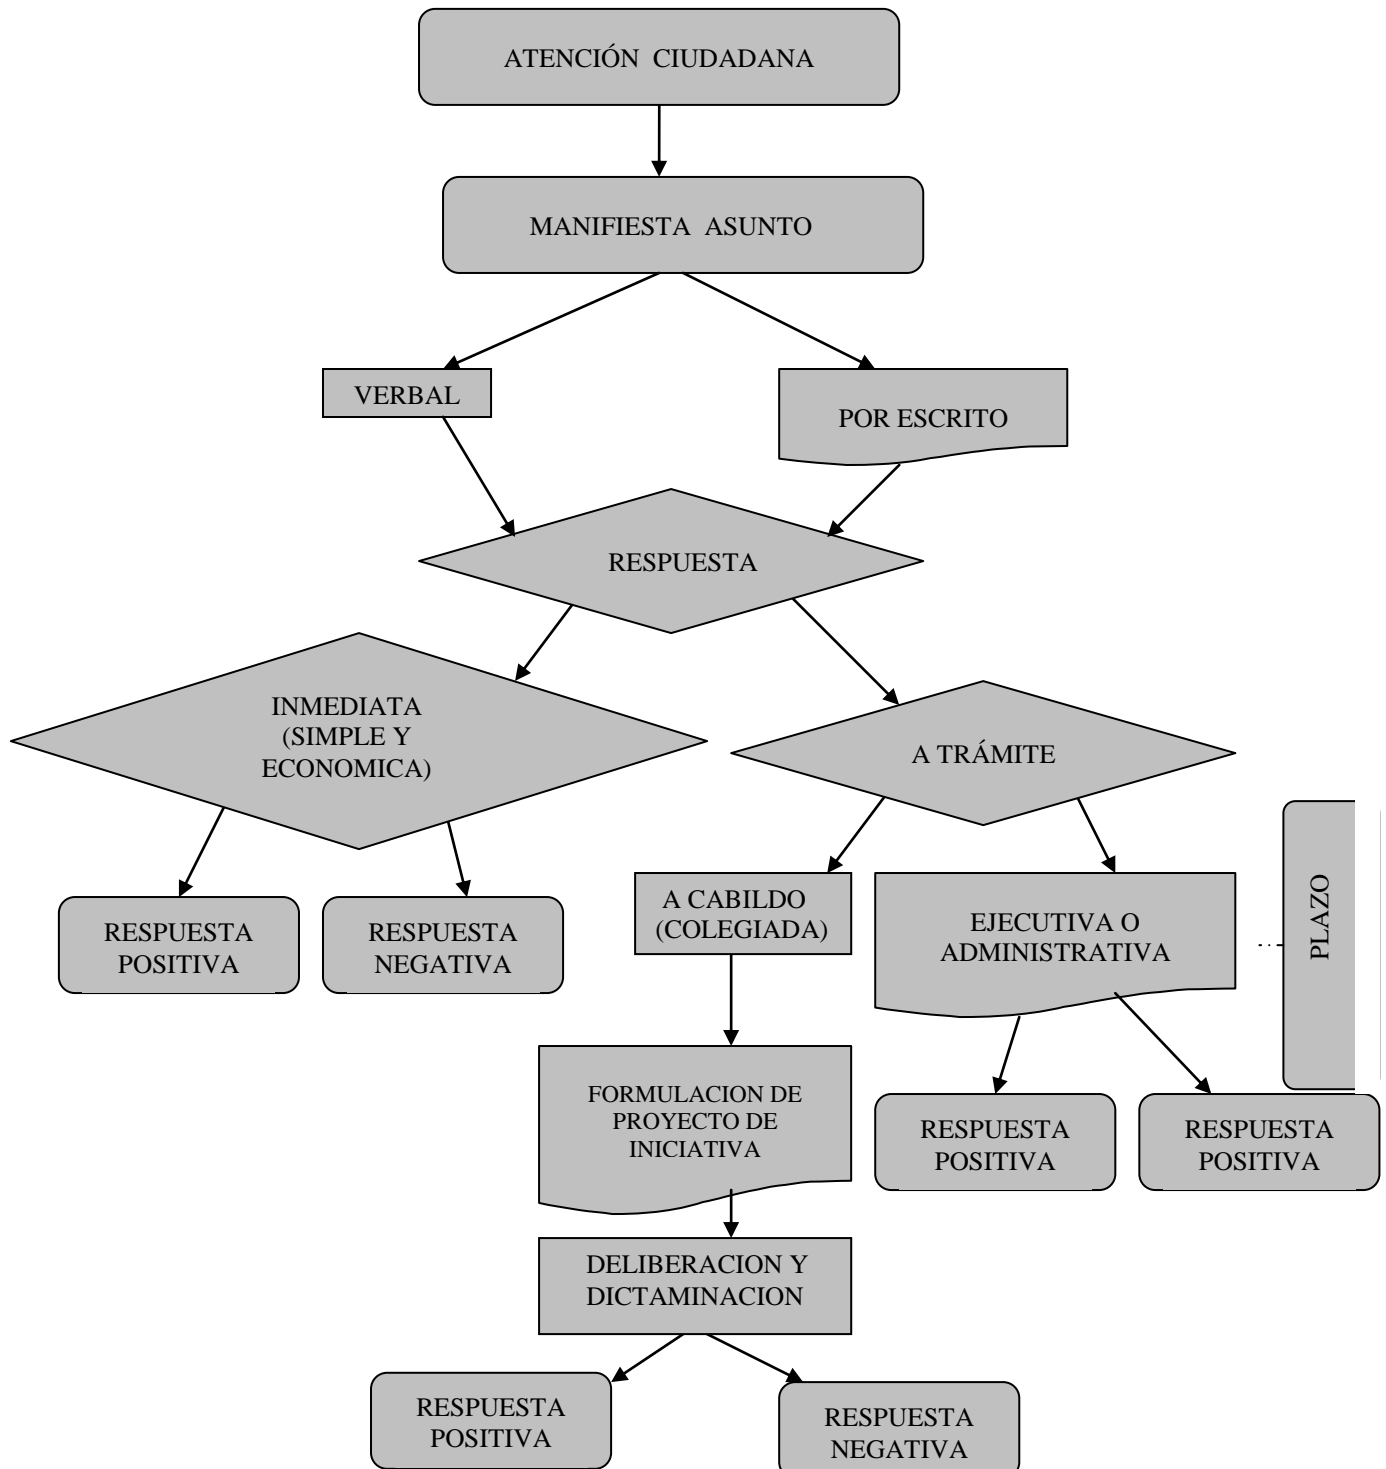 ATENCIÓN CIUDADANA
MANIFIESTA ASUNTO
VERBAL
POR ESCRITO
RESPUESTA
INMEDIATA
(SIMPLE Y
ECONOMICA)
A TRÁMITE
RESPUESTA
POSITIVA
RESPUESTA
NEGATIVA
A CABILDO
(COLEGIADA)
EJECUTIVA O
ADMINISTRATIVA
PLAZO
FORMULACION DE
PROYECTO DE
INICIATIVA
RESPUESTA
POSITIVA
RESPUESTA
POSITIVA
DELIBERACION Y
DICTAMINACION
RESPUESTA
POSITIVA
RESPUESTA
NEGATIVA